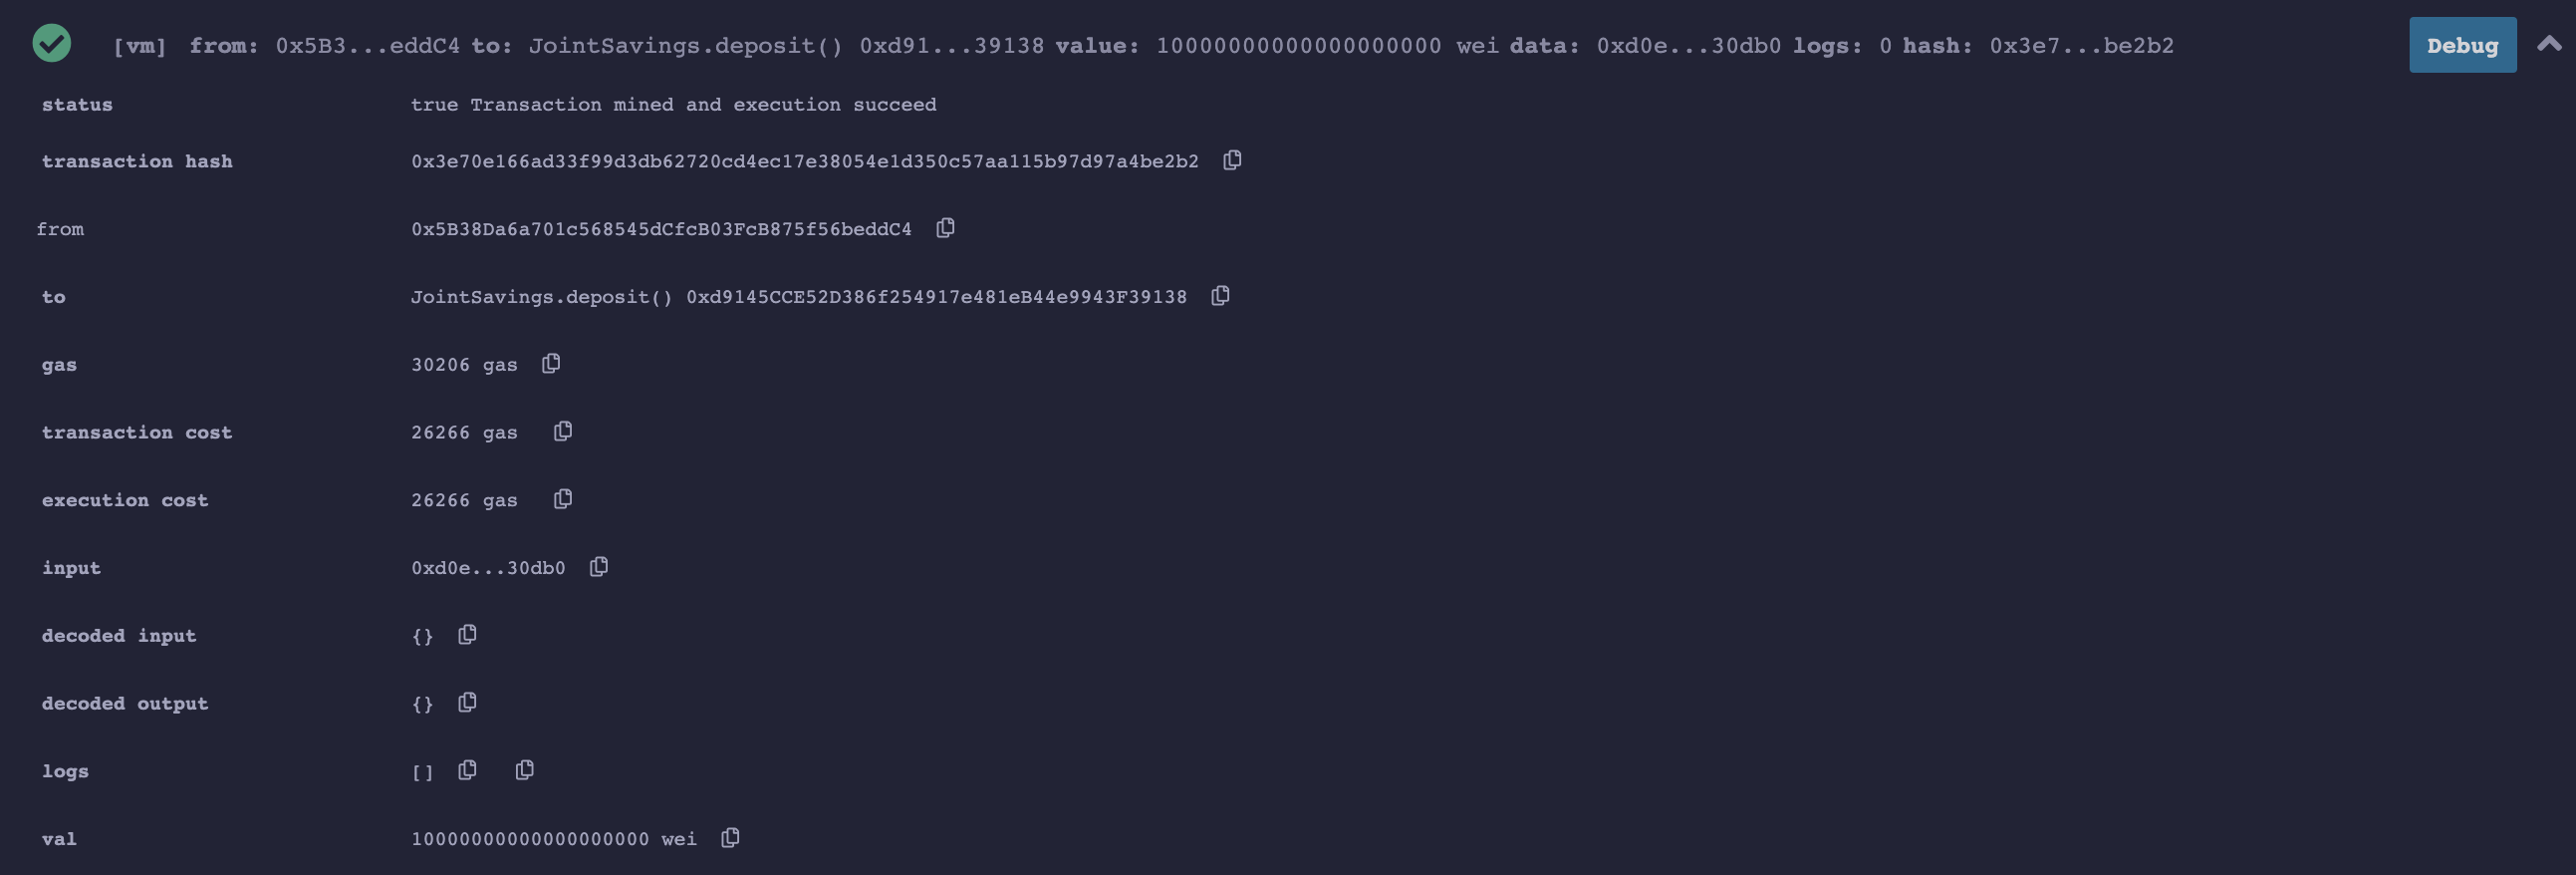 [vm] from: 0x5B3...eddC4 to: JointSavings.deposit() 0xd91...39138 value: 10000000000000000000 wei data: 0xd0e...30db0 logs: 0 hash: 0x3e7...be2b2 Debug
status true Transaction mined and execution succeed
transaction hash 0x3e70e166ad33f99d3db62720cd4ec17e38054e1d350c57aa115b97d97a4be2b2
from 0x5B38Da6a701c568545dCfcB03FcB875f56beddC4
to JointSavings.deposit() 0xd9145CCE52D386f254917e481eB44e9943F39138
gas 30206 gas
transaction cost 26266 gas
execution cost 26266 gas
input 0xd0e...30db0
decoded input {}
decoded output {}
logs []
val 10000000000000000000 wei